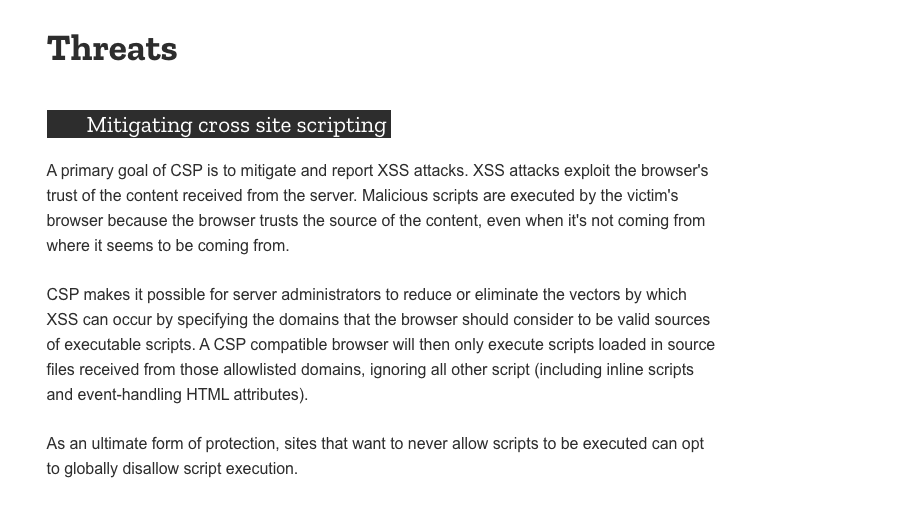 Threats
Mitigating cross site scripting
A primary goal of CSP is to mitigate and report XSS attacks. XSS attacks exploit the browser's
trust of the content received from the server. Malicious scripts are executed by the victim's
browser because the browser trusts the source of the content, even when it's not coming from
where it seems to be coming from.
CSP makes it possible for server administrators to reduce or eliminate the vectors by which
XSS can occur by specifying the domains that the browser should consider to be valid sources
of executable scripts. A CSP compatible browser will then only execute scripts loaded in source
files received from those allowlisted domains, ignoring all other script (including inline scripts
and event-handling HTML attributes).
As an ultimate form of protection, sites that want to never allow scripts to be executed can opt
to globally disallow script execution.